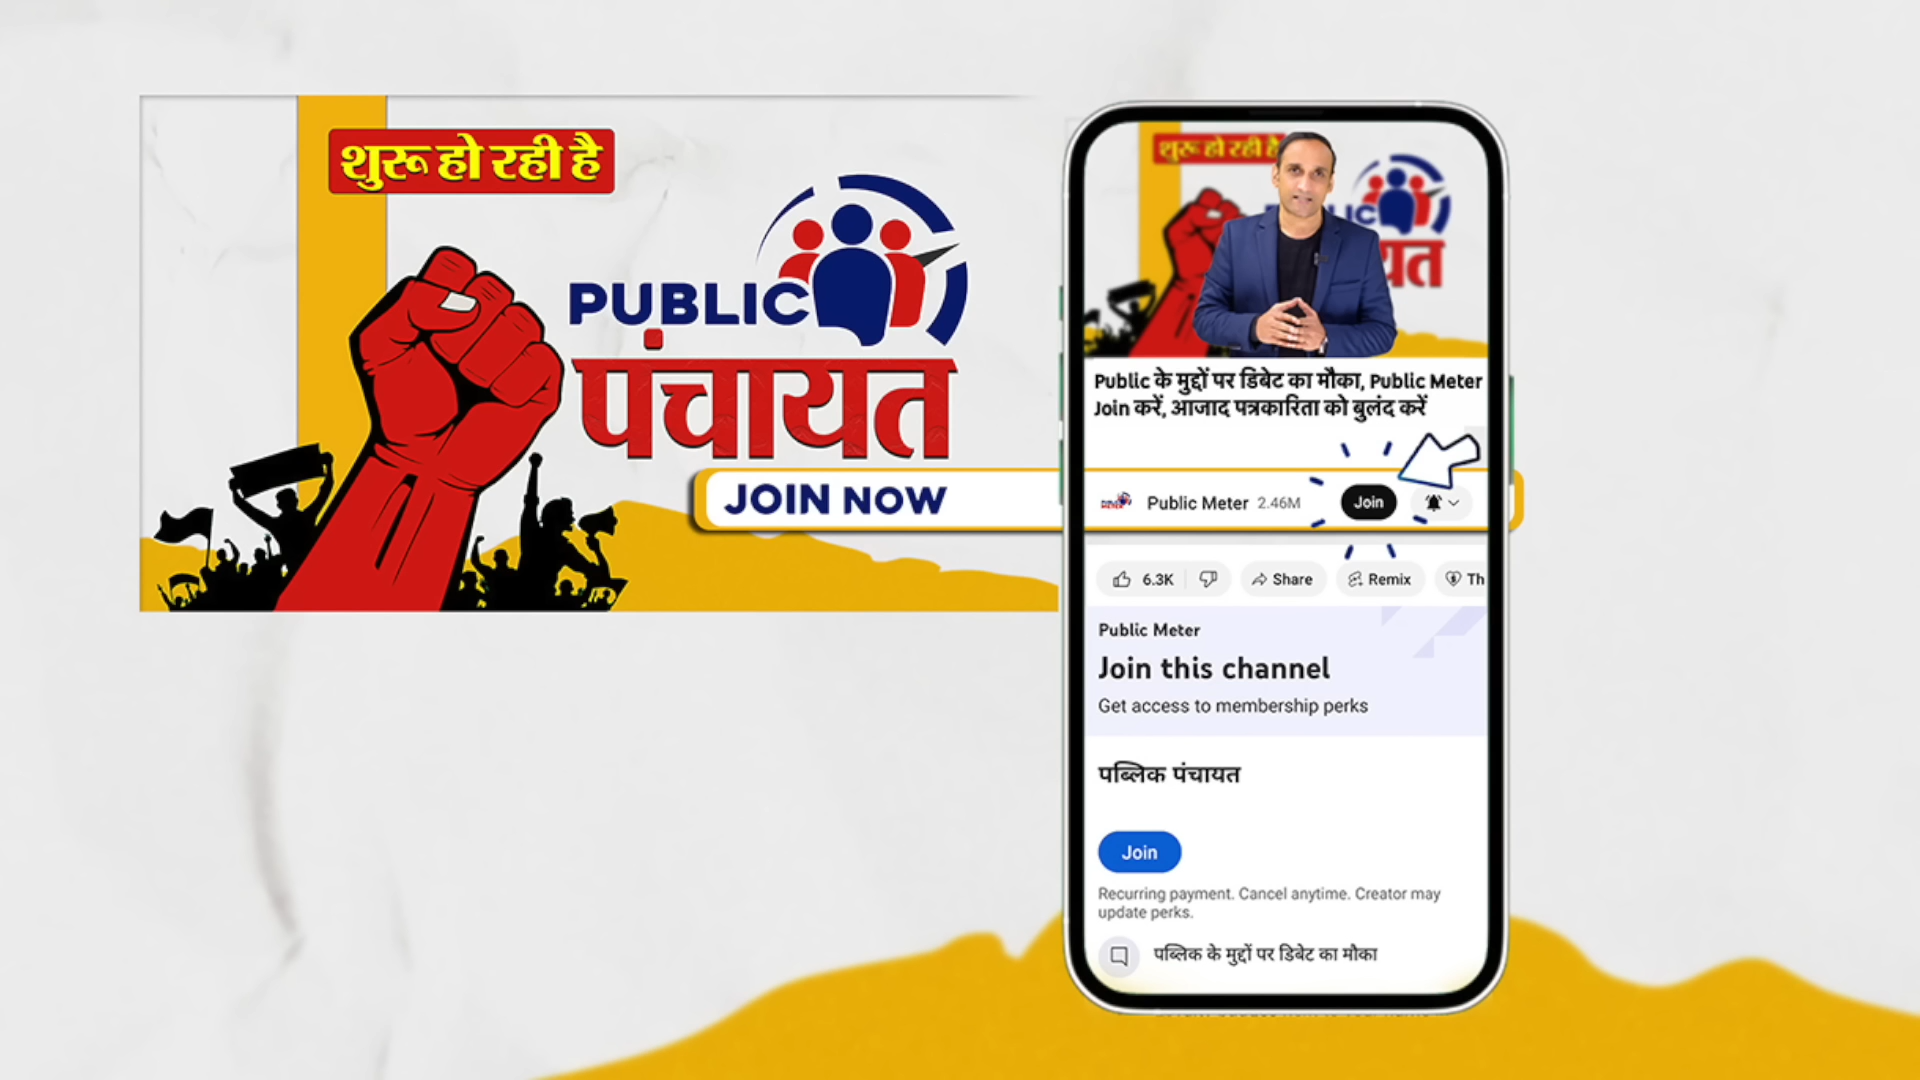 शुरू हो रही है
PUBLIC
पंचायत
JOIN NOW
शुरू हो रही है
Public के मुद्दों पर डिबेट का मौका, Public Meter
Join करें, आजाद पत्रकारिता को बुलंद करें
Public Meter 2.46M Join
6.3K Share Remix Th
Public Meter
Join this channel
Get access to membership perks
पब्लिक पंचायत
Join
Recurring payment. Cancel anytime. Creator may
update perks.
पब्लिक के मुद्दों पर डिबेट का मौका